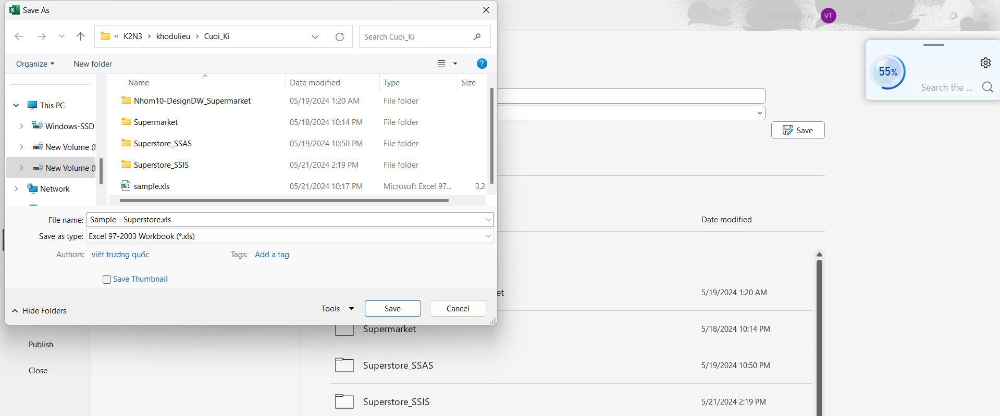 Save As
việt trương quốc VT
« K2N3 › khodulieu › Cuoi_Ki
Search Cuoi_Ki
Organize
New folder
?
55%
Search the ...
Name
Date modified
Type
Size
Nhom10-DesignDW_Supermarket
05/19/2024 1:20 AM
File folder
This PC
Supermarket
05/18/2024 10:14 PM
File folder
Windows-SSD
Save
Superstore_SSAS
05/19/2024 10:50 PM
File folder
New Volume (
Superstore_SSIS
05/21/2024 2:19 PM
File folder
New Volume (
sample.xls
05/21/2024 10:17 PM
Microsoft Excel 97...
3,24
Network
File name: Sample - Superstore.xls
Date modified
Save as type: Excel 97-2003 Workbook (*.xls)
Authors: việt trương quốc
Tags: Add a tag
Save Thumbnail
et
5/19/2024 1:20 AM
Hide Folders
Tools
Save
Cancel
Supermarket
5/18/2024 10:14 PM
Publish
Superstore_SSAS
5/19/2024 10:50 PM
Close
Superstore_SSIS
5/21/2024 2:19 PM